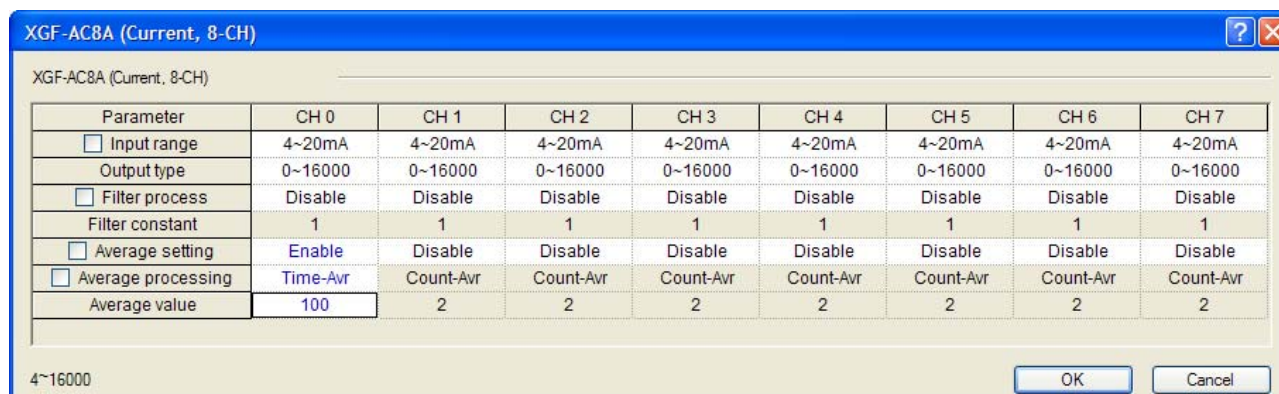 XGF-AC8A (Current, 8-CH)
XGF-AC8A (Current, 8-CH)
Parameter CH 0 CH 1 CH 2 CH 3 CH 4 CH 5 CH 6 CH 7
Input range 4~20mA 4~20mA 4~20mA 4~20mA 4~20mA 4~20mA 4~20mA 4~20mA
Output type 0~16000 0~16000 0~16000 0~16000 0~16000 0~16000 0~16000 0~16000
Filter process Disable Disable Disable Disable Disable Disable Disable Disable
Filter constant 1 1 1 1 1 1 1 1
Average setting Enable Disable Disable Disable Disable Disable Disable Disable
Average processing Time-Avr Count-Avr Count-Avr Count-Avr Count-Avr Count-Avr Count-Avr Count-Avr
Average value 100 2 2 2 2 2 2 2
4~16000 OK Cancel